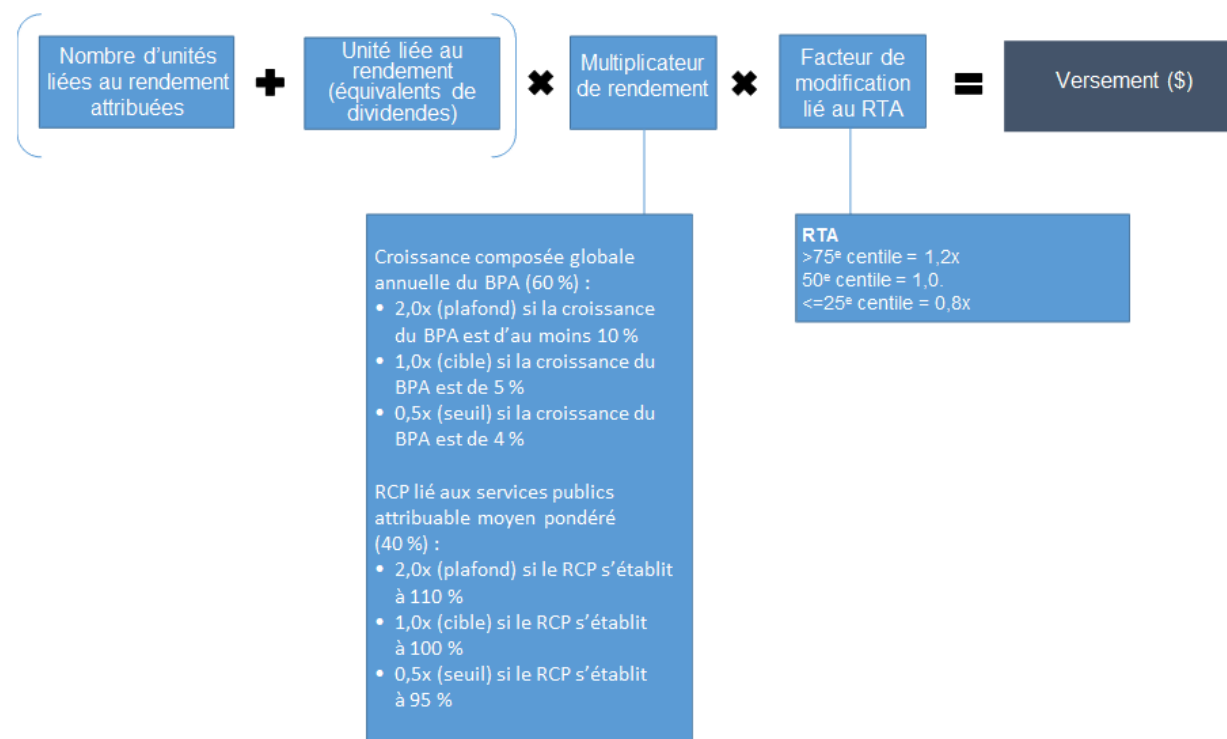 Nombre d’unités
liées au rendement
attribuées
Unité liée au
rendement
(équivalents de
dividendes)
Multiplicateur
de rendement
Facteur de
modification
lié au RTA
Versement ($)
Croissance composée globale
annuelle du BPA (60 %) :
• 2,0x (plafond) si la croissance
du BPA est d’au moins 10 %
• 1,0x (cible) si la croissance du
BPA est de 5 %
• 0,5x (seuil) si la croissance du
BPA est de 4 %
RCP lié aux services publics
attribuable moyen pondéré
(40 %) :
• 2,0x (plafond) si le RCP s’établit
à 110 %
• 1,0x (cible) si le RCP s’établit
à 100 %
• 0,5x (seuil) si le RCP s’établit
à 95 %
RTA
>75ᵉ centile = 1,2x
50ᵉ centile = 1,0.
<=25ᵉ centile = 0,8x